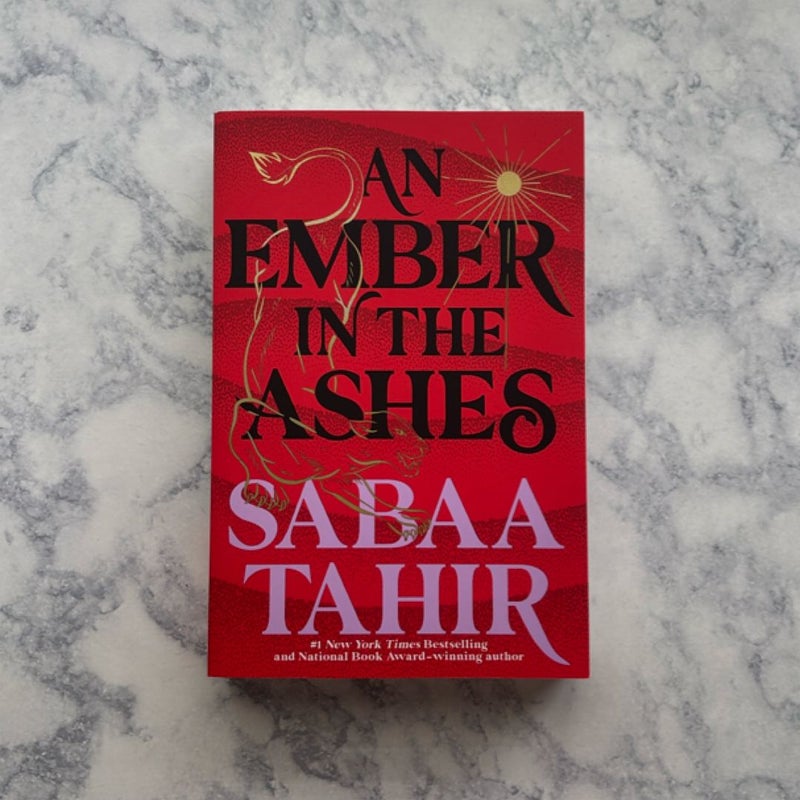 AN
EMBER
IN THE
ASHES
SABAA
TAHIR
#1 New York Times Bestselling
and National Book Award-winning author